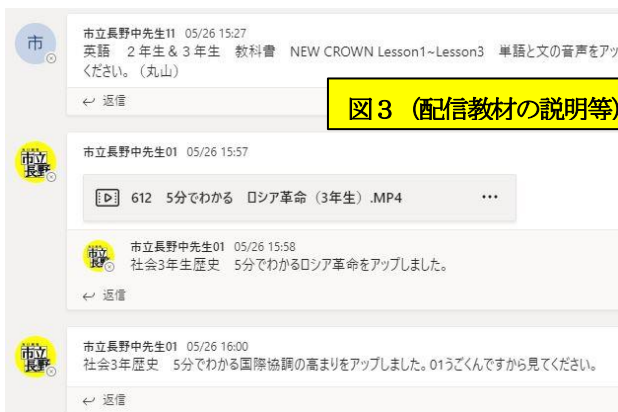 市
市立長野中先生11 05/26 15:27
英語 2年生&3年生 教科書 NEW CROWN Lesson1~Lesson3 単語と文の音声をアッ
ください。(丸山)
返信
図3 (配信教材の説明等)
市立長野
市立長野中先生01 05/26 15:57
612 5分でわかる ロシア革命(3年生).MP4 …
市立長野
市立長野中先生01 05/26 15:58
社会3年生歴史 5分でわかるロシア革命をアップしました。
返信
市立長野
市立長野中先生01 05/26 16:00
社会3年歴史 5分でわかる国際協調の高まりをアップしました。01うごくんですから見てください。
返信